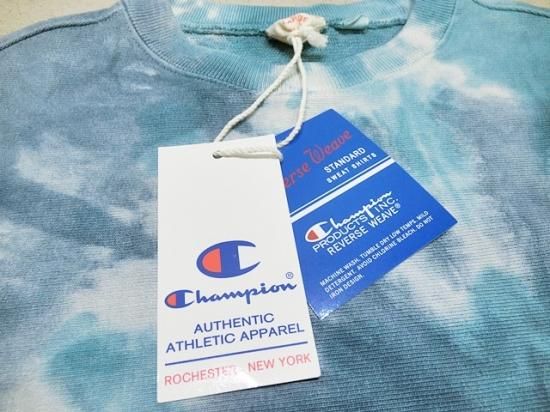 Champion®
AUTHENTIC
ATHLETIC APPAREL
ROCHESTER, NEW YORK
Weave
STANDARD
SWEAT SHIRTS
Champion
PRODUCTS INC.
REVERSE WEAVE®
MACHINE WASH. TUMBLE DRY LOW TEMPS. MILD
DETERGENT. AVOID CHLORINE BLEACH. DO NOT
IRON DESIGN.